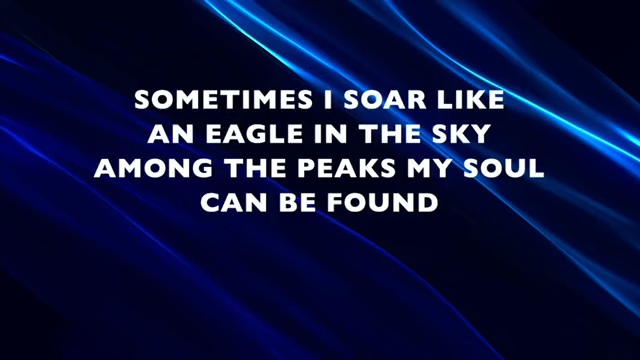 SOMETIMES I SOAR LIKE
AN EAGLE IN THE SKY
AMONG THE PEAKS MY SOUL
CAN BE FOUND